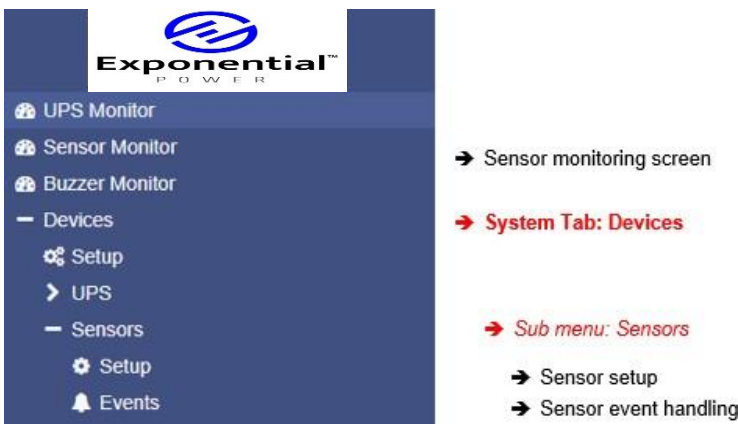 Exponential™
POWER
UPS Monitor
Sensor Monitor
➔ Sensor monitoring screen
Buzzer Monitor
Devices
➔ System Tab: Devices
Setup
UPS
Sensors
➔ Sub menu: Sensors
Setup
➔ Sensor setup
Events
➔ Sensor event handling